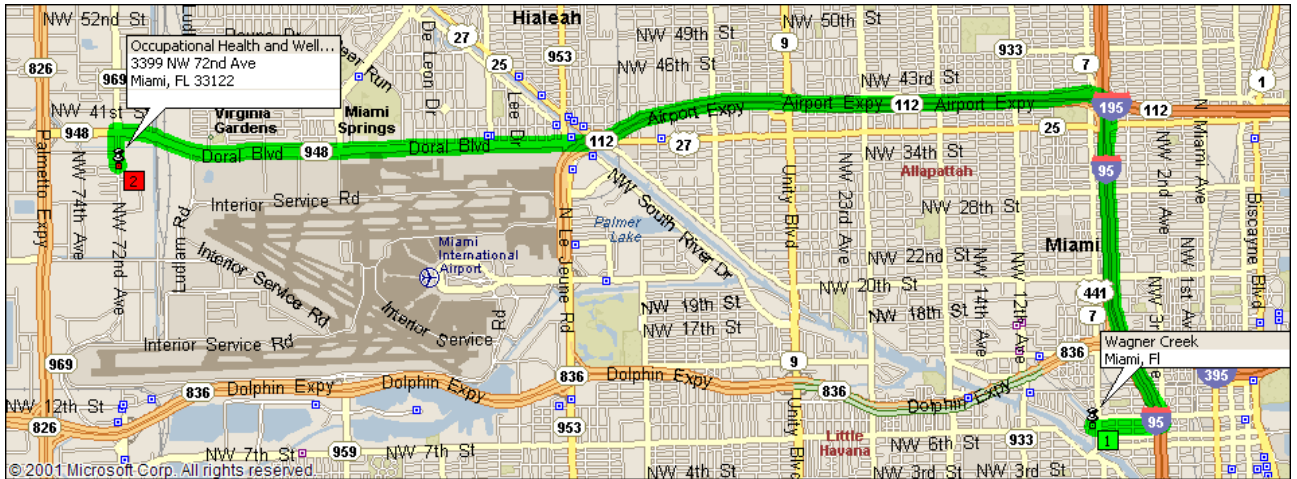 NW 52nd St
Hialeah
NW 50th St
NW 49th St
NW 46th St
NW 43rd St
Occupational Health and Well...
3399 NW 72nd Ave
Miami, FL 33122
826
969
27
25
953
9
933
7
1
De Leon Dr
Lee Dr
NW 41st St
948
Virginia
Gardens
Miami
Springs
Doral Blvd
948
Doral Blvd
112
Airport Expy
Airport Expy
112
Airport Expy
195
112
27
25
Palmetto Expy
NW 74th Ave
NW 72nd Ave
2
Ludlam Rd
Interior Service Rd
Interior Service Rd
Interior Service Rd
Interior Service
Rd
Miami
International
Airport
N Le Jeune Rd
Palmer
Lake
NW South River Dr
Unity Blvd
NW 23rd Ave
NW 34th St
Allapattah
NW 28th St
95
NW 2nd Ave
N Miami Ave
Biscayne Blvd
Miami
NW 22nd St
NW 20th St
NW 19th St
NW 17th St
NW 18th St
NW 14th Ave
NW 12th Ave
NW 1st Ave
NW 3rd
441
7
Wagner Creek
Miami, Fl
969
836
Dolphin Expy
Dolphin Expy
836
Dolphin Expy
9
836
Dolphin Expy
836
395
NW 12th St
826
NW 7th St
959
NW 7th St
953
Unity Blvd
Little
Havana
NW 6th St
933
1
95
NW 4th St
NW 3rd St
NW 3rd St
© 2001 Microsoft Corp. All rights reserved.